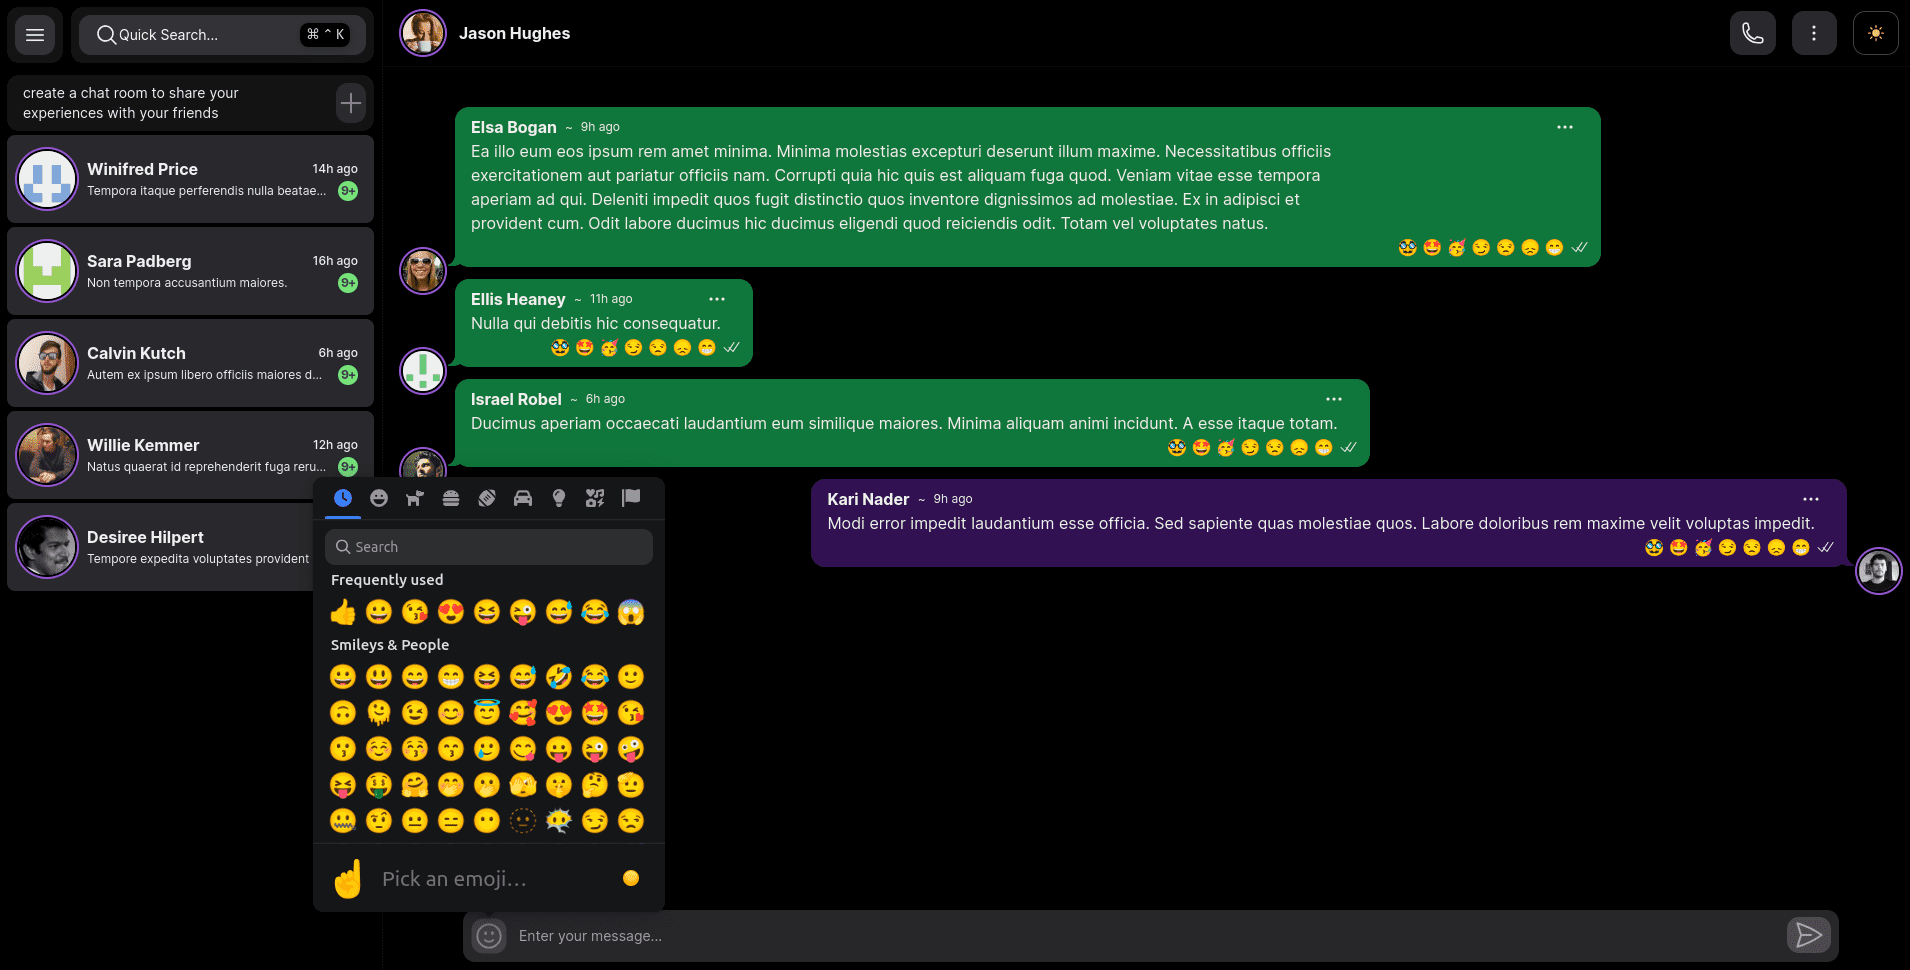 Quick Search...
⌘ ⌃ K
create a chat room to share your
experiences with your friends
Winifred Price
14h ago
Tempora itaque perferendis nulla beatae...
9+
Sara Padberg
16h ago
Non tempora accusantium maiores.
9+
Calvin Kutch
6h ago
Autem ex ipsum libero officiis maiores d...
9+
Willie Kemmer
12h ago
Natus quaerat id reprehenderit fuga reru...
9+
Desiree Hilpert
Tempore expedita voluptates provident
Jason Hughes
Elsa Bogan ~ 9h ago
Ea illo eum eos ipsum rem amet minima. Minima molestias excepturi deserunt illum maxime. Necessitatibus officiis
exercitationem aut pariatur officiis nam. Corrupti quia hic quis est aliquam fuga quod. Veniam vitae esse tempora
aperiam ad qui. Deleniti impedit quos fugit distinctio quos inventore dignissimos ad molestiae. Ex in adipisci et
provident cum. Odit labore ducimus hic ducimus eligendi quod reiciendis odit. Totam vel voluptates natus.
Ellis Heaney ~ 11h ago
Nulla qui debitis hic consequatur.
Israel Robel ~ 6h ago
Ducimus aperiam occaecati laudantium eum similique maiores. Minima aliquam animi incidunt. A esse itaque totam.
Kari Nader ~ 9h ago
Modi error impedit laudantium esse officia. Sed sapiente quas molestiae quos. Labore doloribus rem maxime velit voluptas impedit.
Search
Frequently used
Smileys & People
Pick an emoji…
Enter your message...